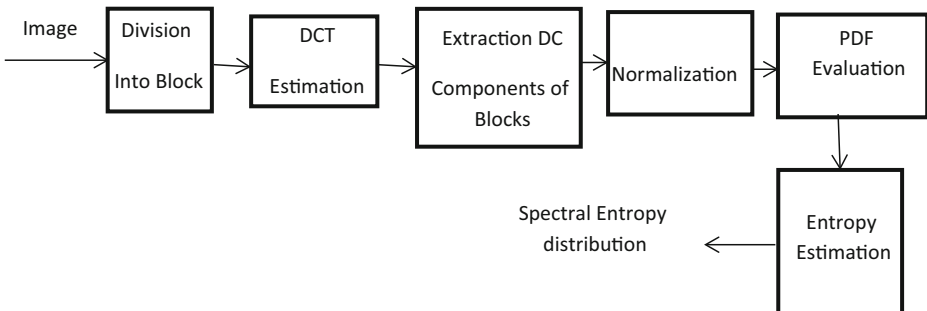 Image
Division
Into Block
DCT
Estimation
Extraction DC
Components of
Blocks
Normalization
PDF
Evaluation
Entropy
Estimation
Spectral Entropy
distribution